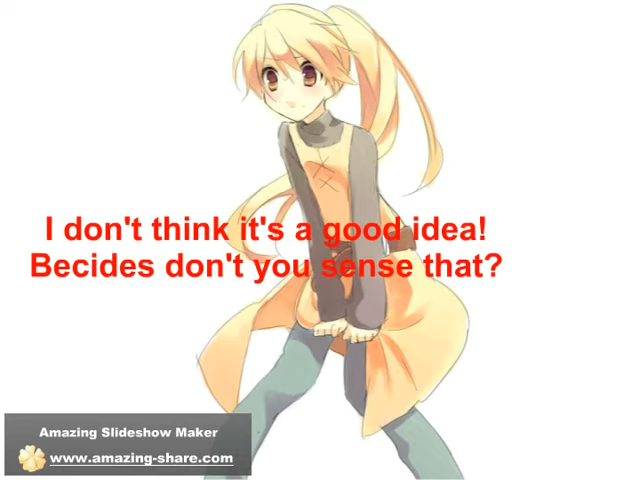 I don't think it's a good idea!
Becides don't you sense that?
Amazing Slideshow Maker
www.amazing-share.com